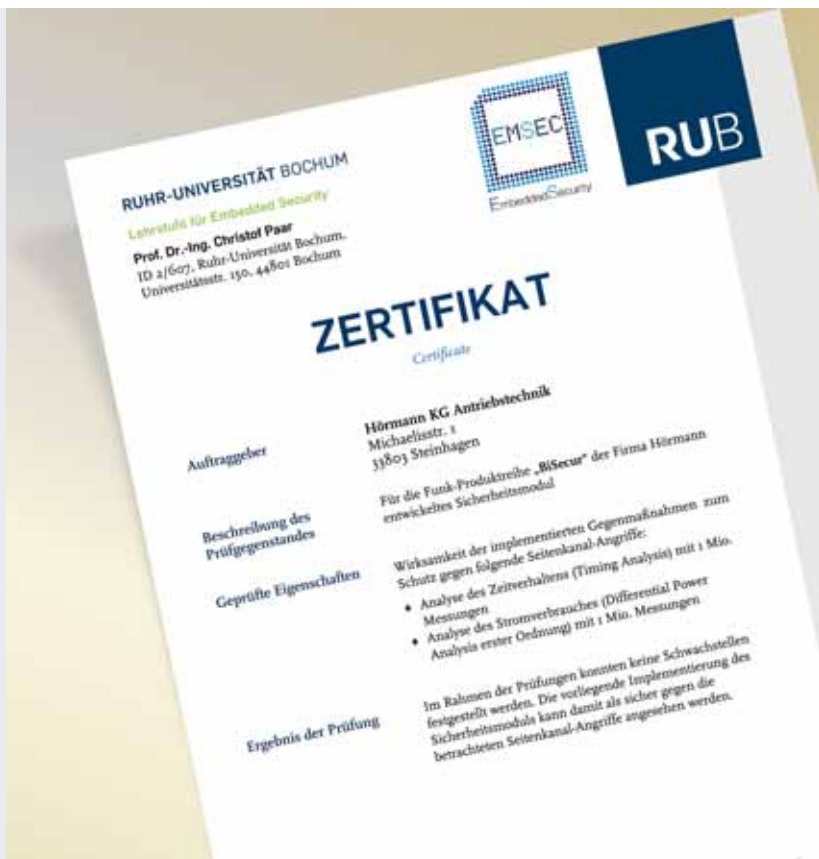 RUHR-UNIVERSITÄT BOCHUM
Lehrstuhl für Embedded Security
Prof. Dr.-Ing. Christof Paar
ID 2/607, Ruhr-Universität Bochum,
Universitätsstr. 150, 44801 Bochum
EMSEC
EmbeddedSecurity
RUB
ZERTIFIKAT
Certificate
Auftraggeber
Hörmann KG Antriebstechnik
Michaelisstr. 1
33803 Steinhagen
Beschreibung des
Prüfgegenstandes
Für die Funk-Produktreihe „BiSecur“ der Firma Hörmann
entwickeltes Sicherheitsmodul
Geprüfte Eigenschaften
Wirksamkeit der implementierten Gegenmaßnahmen zum
Schutz gegen folgende Seitenkanal-Angriffe:
• Analyse des Zeitverhaltens (Timing Analysis) mit 1 Mio.
Messungen
• Analyse des Stromverbrauches (Differential Power
Analysis erster Ordnung) mit 1 Mio. Messungen
Ergebnis der Prüfung
Im Rahmen der Prüfungen konnten keine Schwachstellen
festgestellt werden. Die vorliegende Implementierung des
Sicherheitsmoduls kann damit als sicher gegen die
betrachteten Seitenkanal-Angriffe angesehen werden.